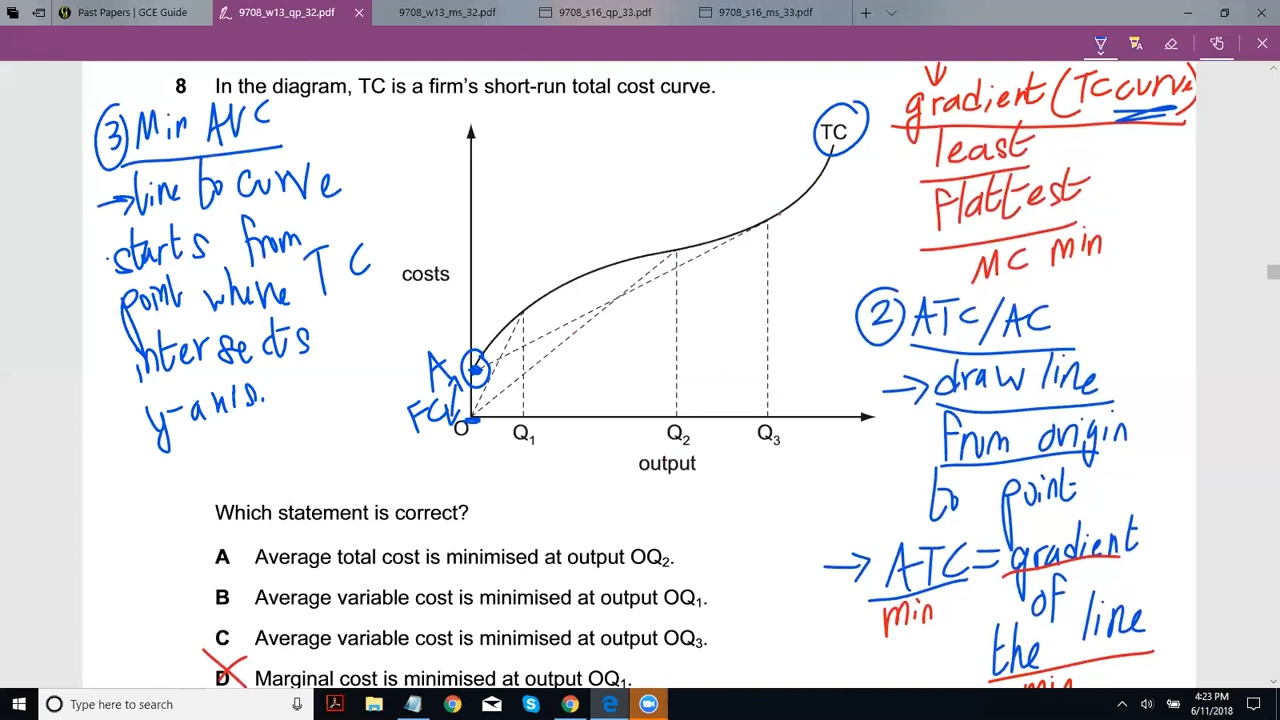 Past Papers | GCE Guide
9708_w13_qp_32.pdf
9708_w13_ms_32.pdf
9708_s16_qp_33.pdf
9708_s16_ms_33.pdf
8 In the diagram, TC is a firm's short-run total cost curve.
TC
costs
A
FC
O
Q1
Q2
Q3
output
3 Min AVC
→ line to curve
starts from
point where TC
intersects
y-axis.
gradient (TC curve)
least
flattest
MC min
2 ATC/AC
→ draw line
from origin
to point
→ ATC = gradient
min
of
the line
min
Which statement is correct?
A Average total cost is minimised at output OQ2.
B Average variable cost is minimised at output OQ1.
C Average variable cost is minimised at output OQ3.
D Marginal cost is minimised at output OQ1.
Type here to search
4:23 PM
6/11/2018